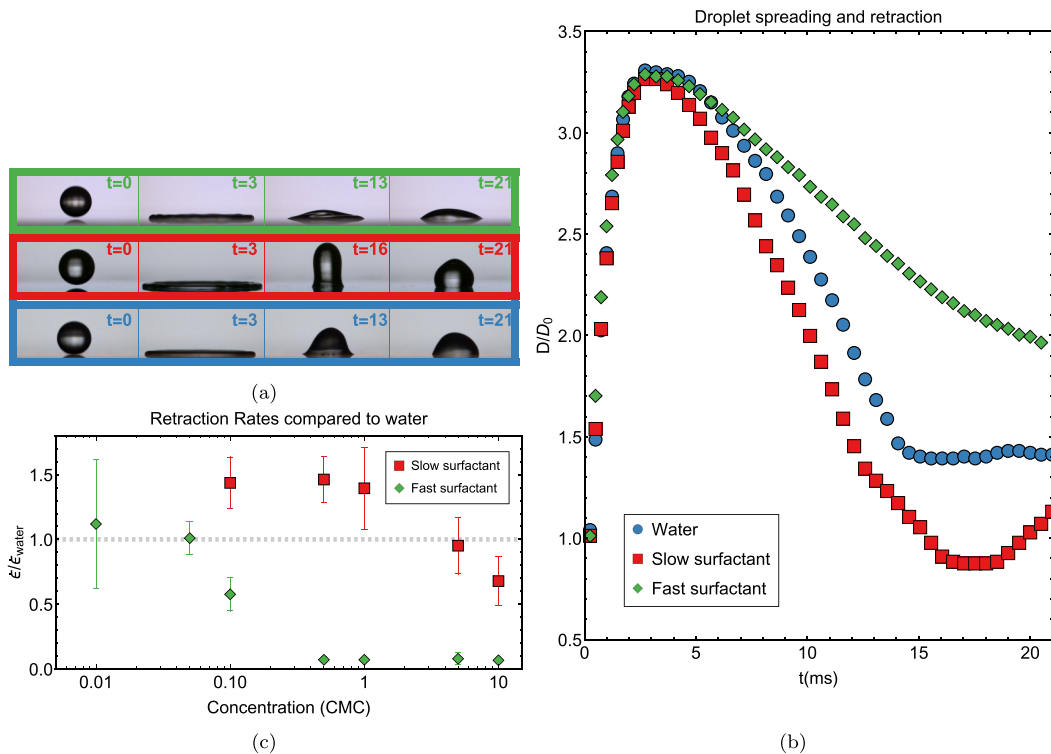 t=0
t=3
t=13
t=21
t=0
t=3
t=16
t=21
t=0
t=3
t=13
t=21
(a)
Retraction Rates compared to water
1.5
1.0
0.5
0.0
ϵ̇/ϵ̇water
Slow surfactant
Fast surfactant
0.01
0.10
1
10
Concentration (CMC)
(c)
Droplet spreading and retraction
3.5
3.0
2.5
2.0
1.5
1.0
0.5
D/D0
Water
Slow surfactant
Fast surfactant
0
5
10
15
20
t(ms)
(b)